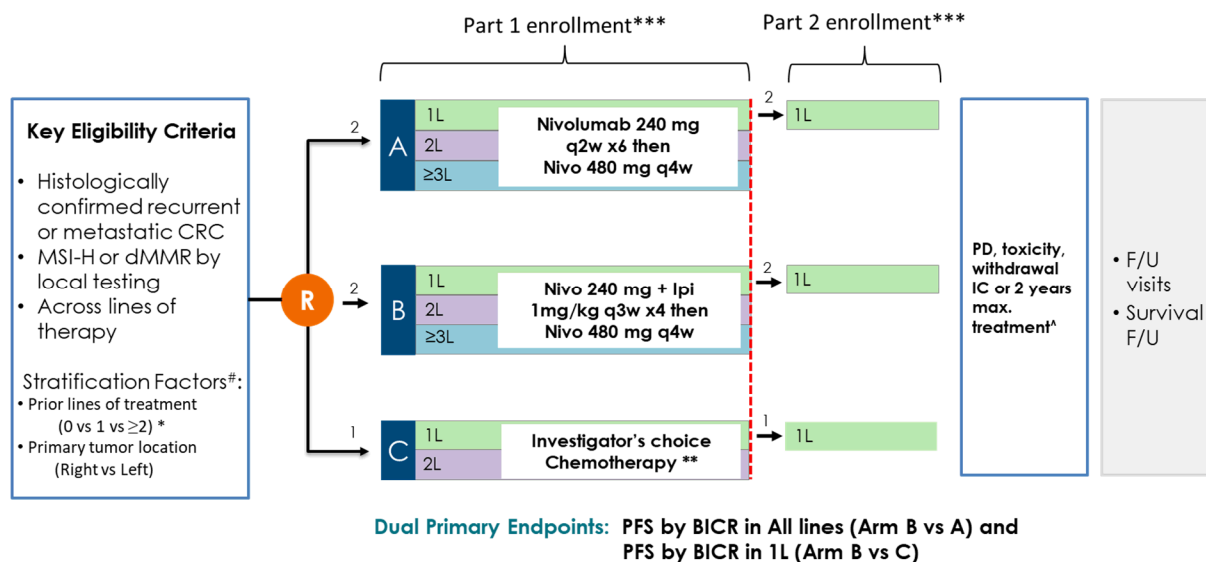 Part 1 enrollment***
Part 2 enrollment***
Key Eligibility Criteria
• Histologically
confirmed recurrent
or metastatic CRC
• MSI-H or dMMR by
local testing
• Across lines of
therapy
Stratification Factors#:
• Prior lines of treatment
(0 vs 1 vs ≥2) *
• Primary tumor location
(Right vs Left)
R
2
A
1L
2L
≥3L
Nivolumab 240 mg
q2w x6 then
Nivo 480 mg q4w
2
1L
2
B
1L
2L
≥3L
Nivo 240 mg + Ipi
1mg/kg q3w x4 then
Nivo 480 mg q4w
2
1L
1
C
1L
2L
Investigator's choice
Chemotherapy **
1
1L
PD, toxicity,
withdrawal
IC or 2 years
max.
treatment^
• F/U
visits
• Survival
F/U
Dual Primary Endpoints: PFS by BICR in All lines (Arm B vs A) and
PFS by BICR in 1L (Arm B vs C)